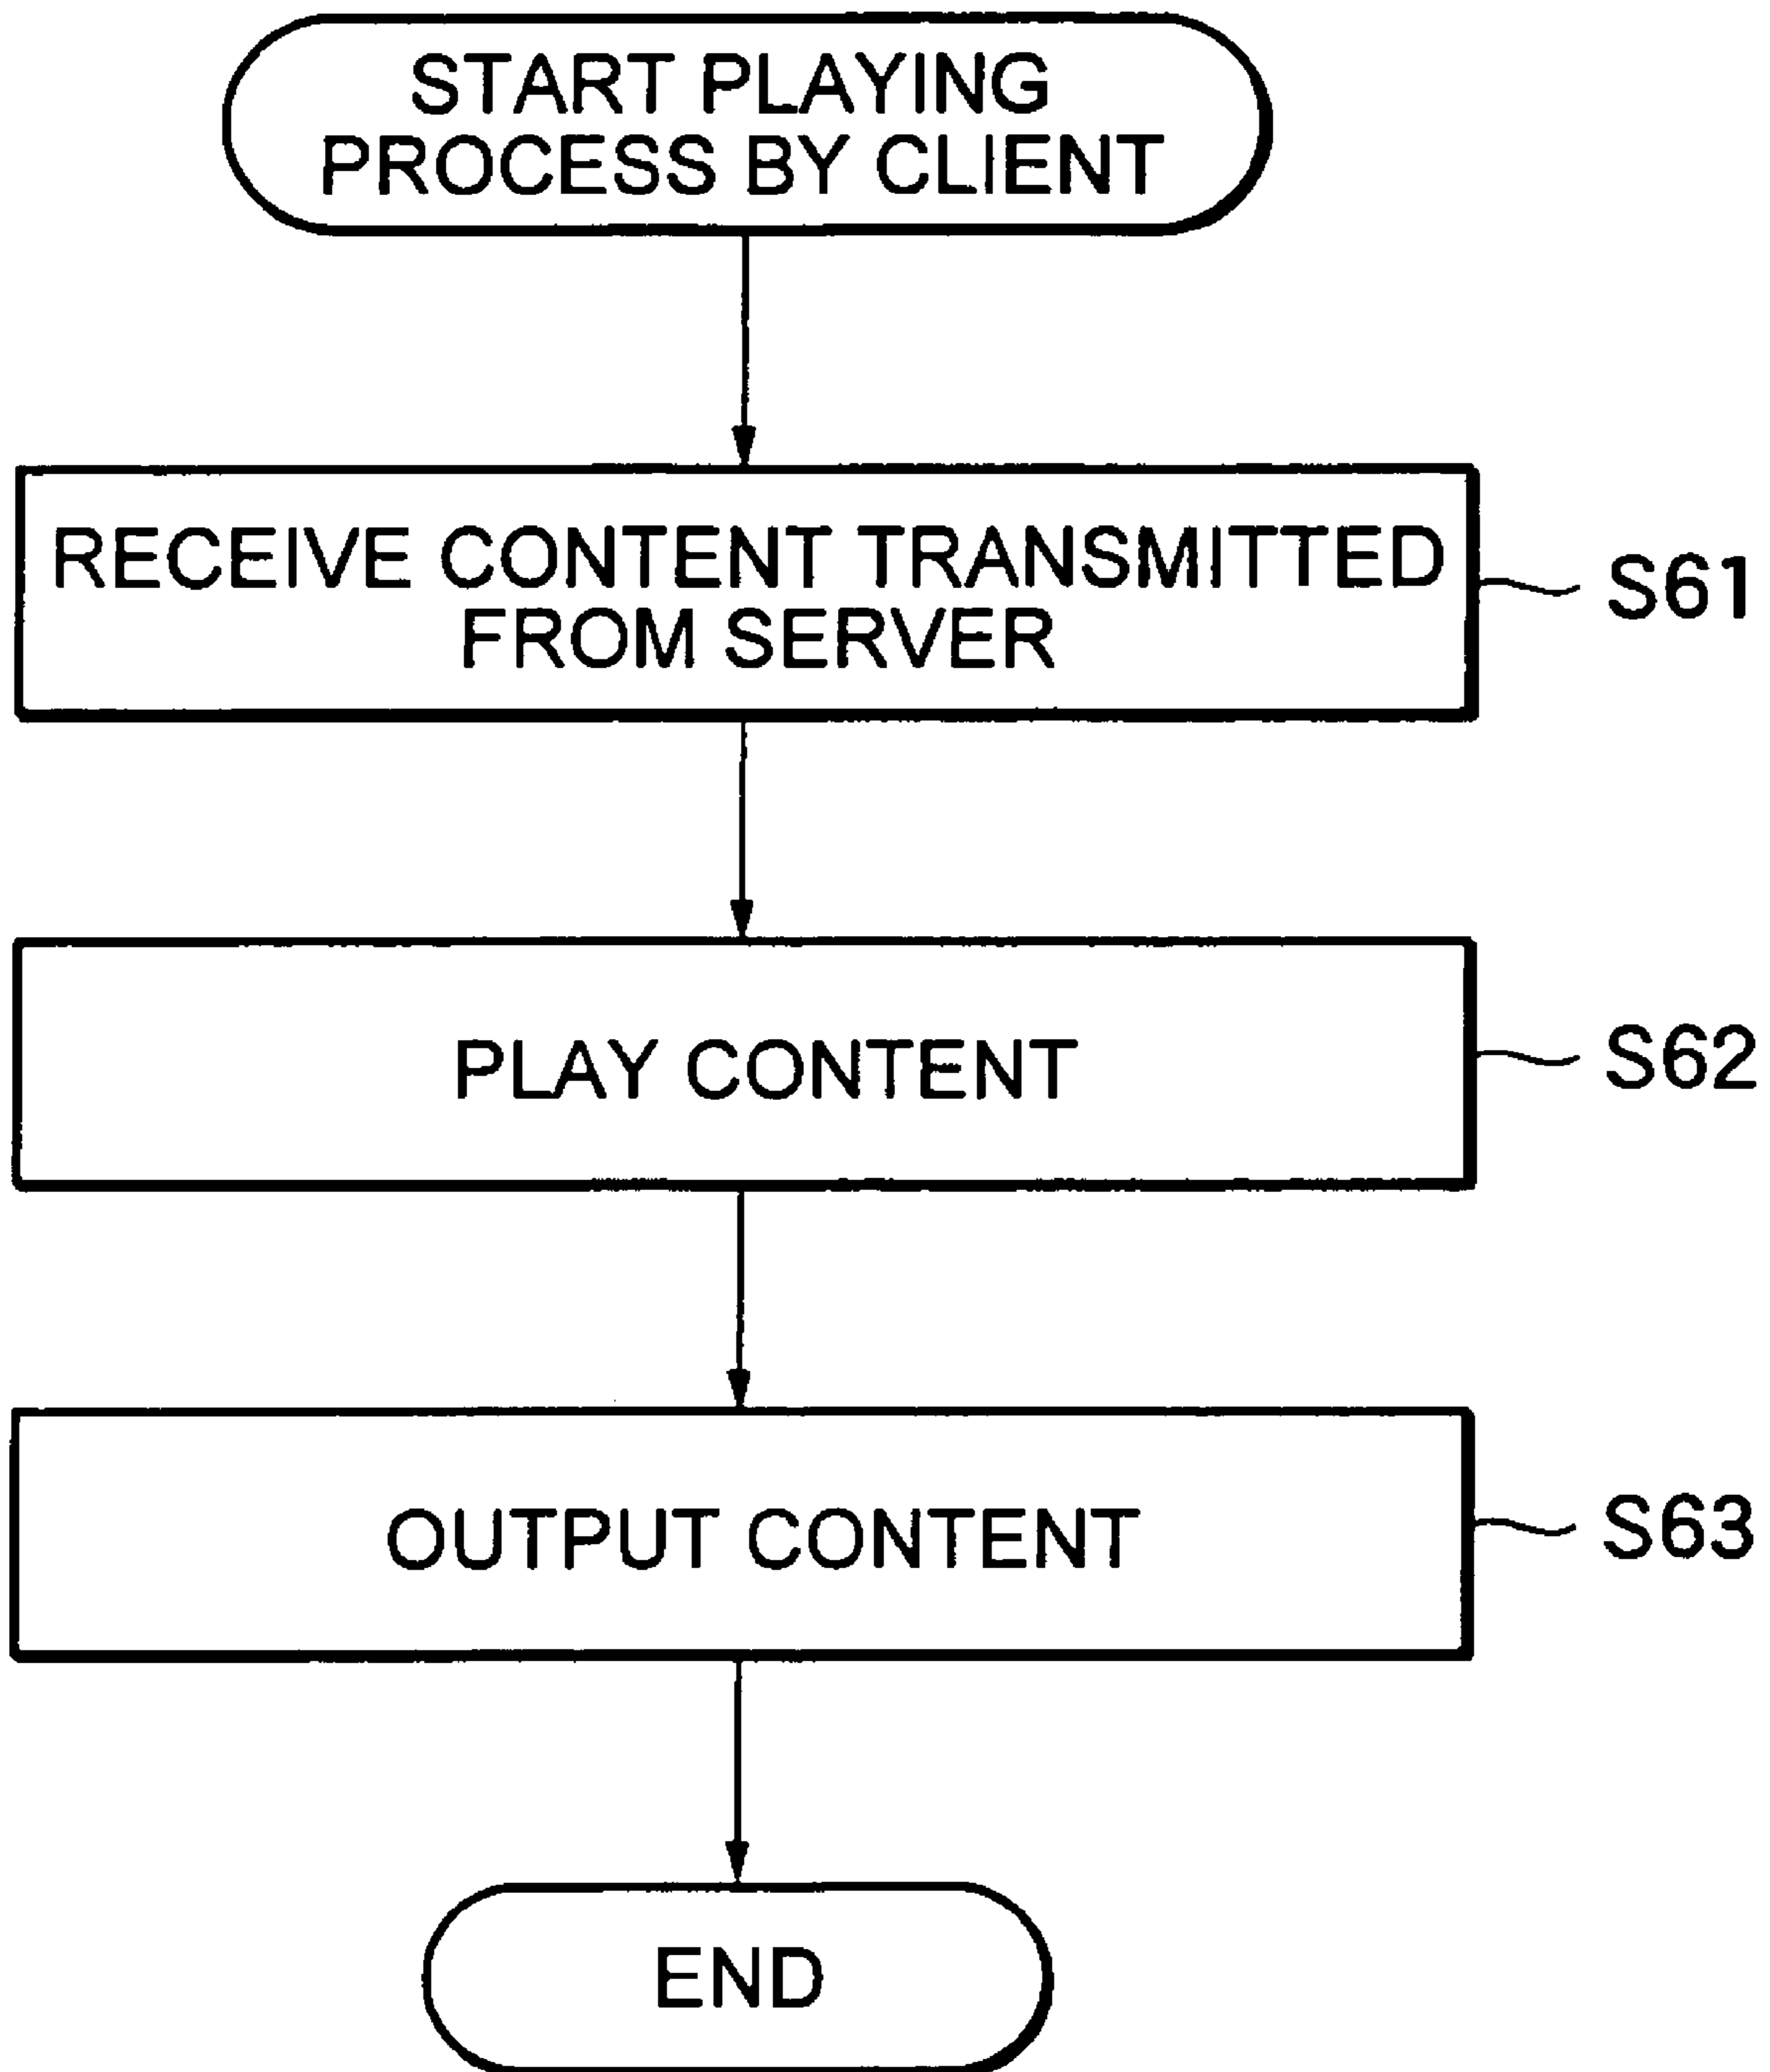 START PLAYING
PROCESS BY CLIENT
RECEIVE CONTENT TRANSMITTED
FROM SERVER
S61
PLAY CONTENT
S62
OUTPUT CONTENT
S63
END